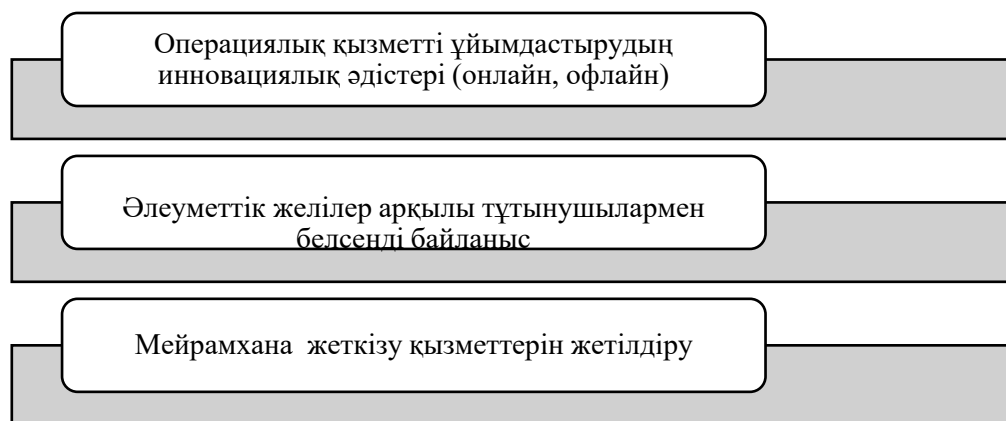 Операциялық қызметті ұйымдастырудың
инновациялық әдістері (онлайн, офлайн)
Әлеуметтік желілер арқылы тұтынушылармен
белсенді байланыс
Мейрамхана  жеткізу қызметтерін жетілдіру